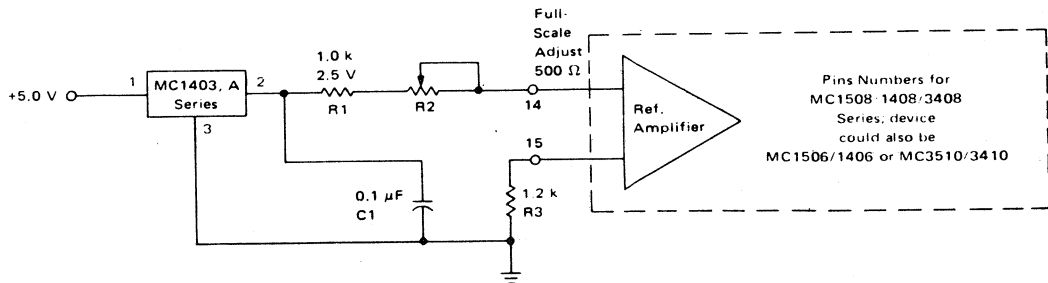 Full-
Scale
Adjust
500 Ω
1.0 k
2.5 V
R1
R2
14
+5.0 V
1
MC1403, A
Series
2
3
15
0.1 µF
C1
1.2 k
R3
Ref.
Amplifier
Pins Numbers for
MC1508·1408/3408
Series; device
could also be
MC1506/1406 or MC3510/3410